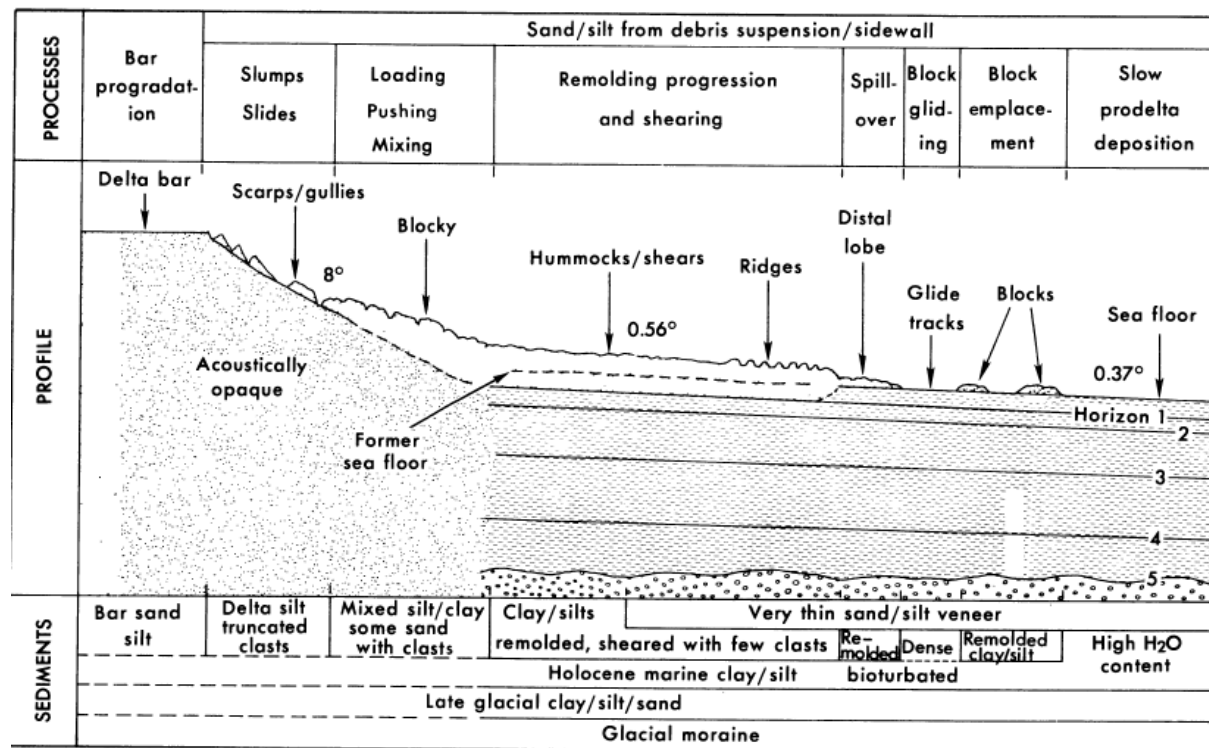 PROCESSES
Sand/silt from debris suspension/sidewall
Bar
progradat-
ion
Slumps
Slides
Loading
Pushing
Mixing
Remolding progression
and shearing
Spill-
over
Block
glid-
ing
Block
emplace-
ment
Slow
prodelta
deposition
PROFILE
Delta bar
Scarps/gullies
8°
Blocky
Hummocks/shears
0.56°
Ridges
Distal
lobe
Glide
tracks
Blocks
Sea floor
0.37°
Acoustically
opaque
Former
sea floor
Horizon 1
2
3
4
5
SEDIMENTS
Bar sand
silt
Delta silt
truncated
clasts
Mixed silt/clay
some sand
with clasts
Clay/silts
remolded, sheared with few clasts
Very thin sand/silt veneer
Re-
molded
Dense
Remolded
clay/silt
High H2O
content
Holocene marine clay/silt
bioturbated
Late glacial clay/silt/sand
Glacial moraine